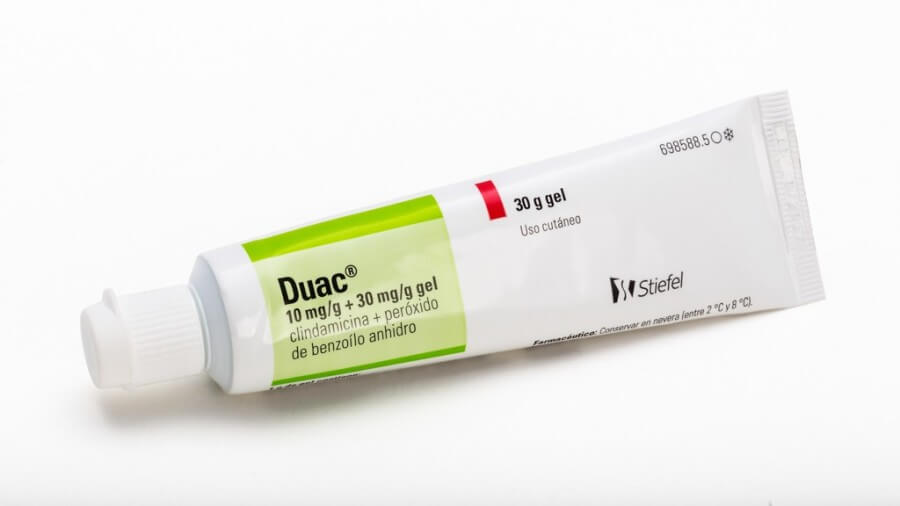 Duac®
10 mg/g + 30 mg/g gel
clindamicina + peróxido
de benzoílo anhidro
30 g gel
Uso cutáneo
698588.5
Stiefel
Farmacéutico: Conservar en nevera (entre 2 °C y 8 °C).